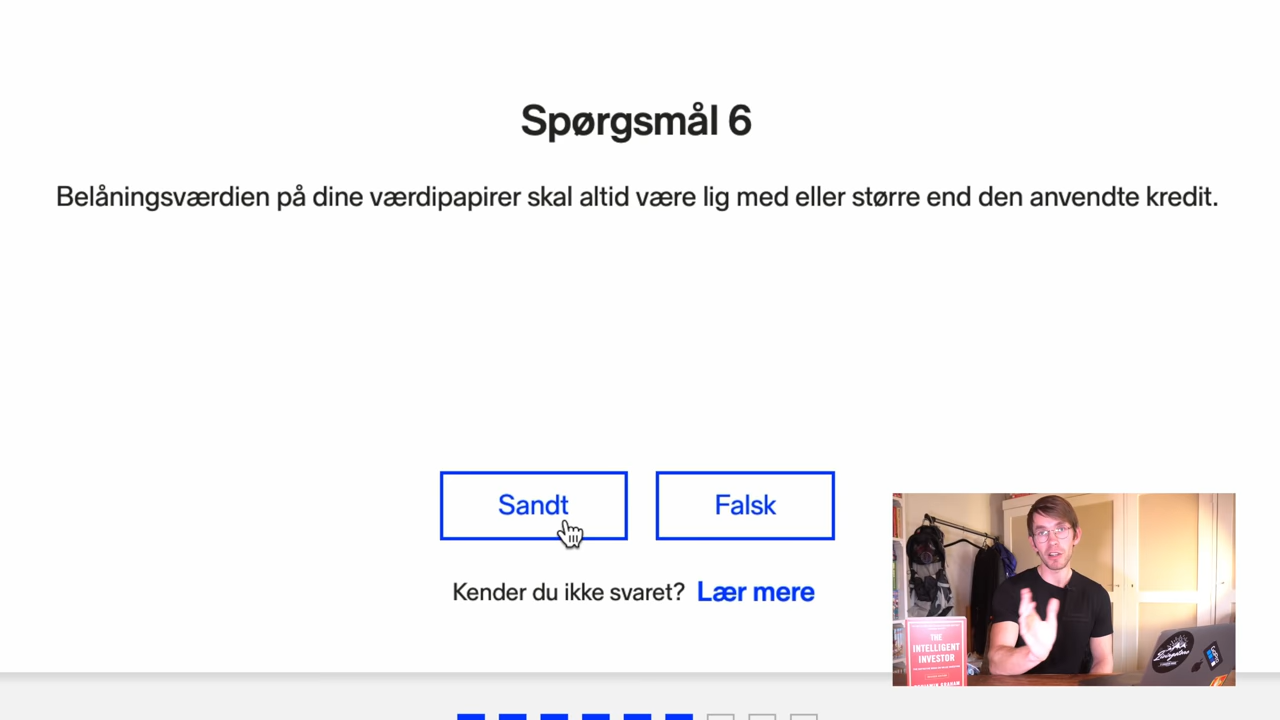 Spørgsmål 6
Belåningsværdien på dine værdipapirer skal altid være lig med eller større end den anvendte kredit.
Sandt
Falsk
Kender du ikke svaret? Lær mere
THE
INTELLIGENT
INVESTOR